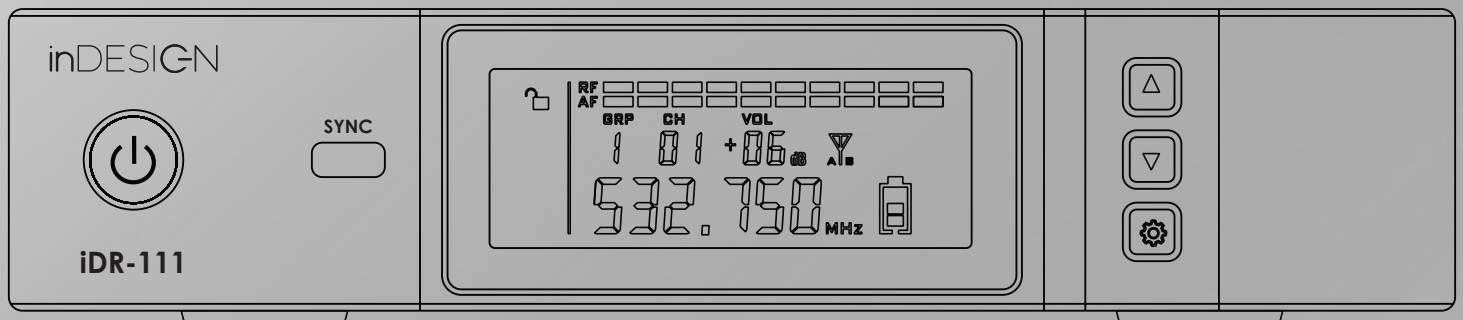 inDESIGN
SYNC
iDR-111
RF
AF
GRP CH VOL
1 01 +06 dB A B
532.750 MHz